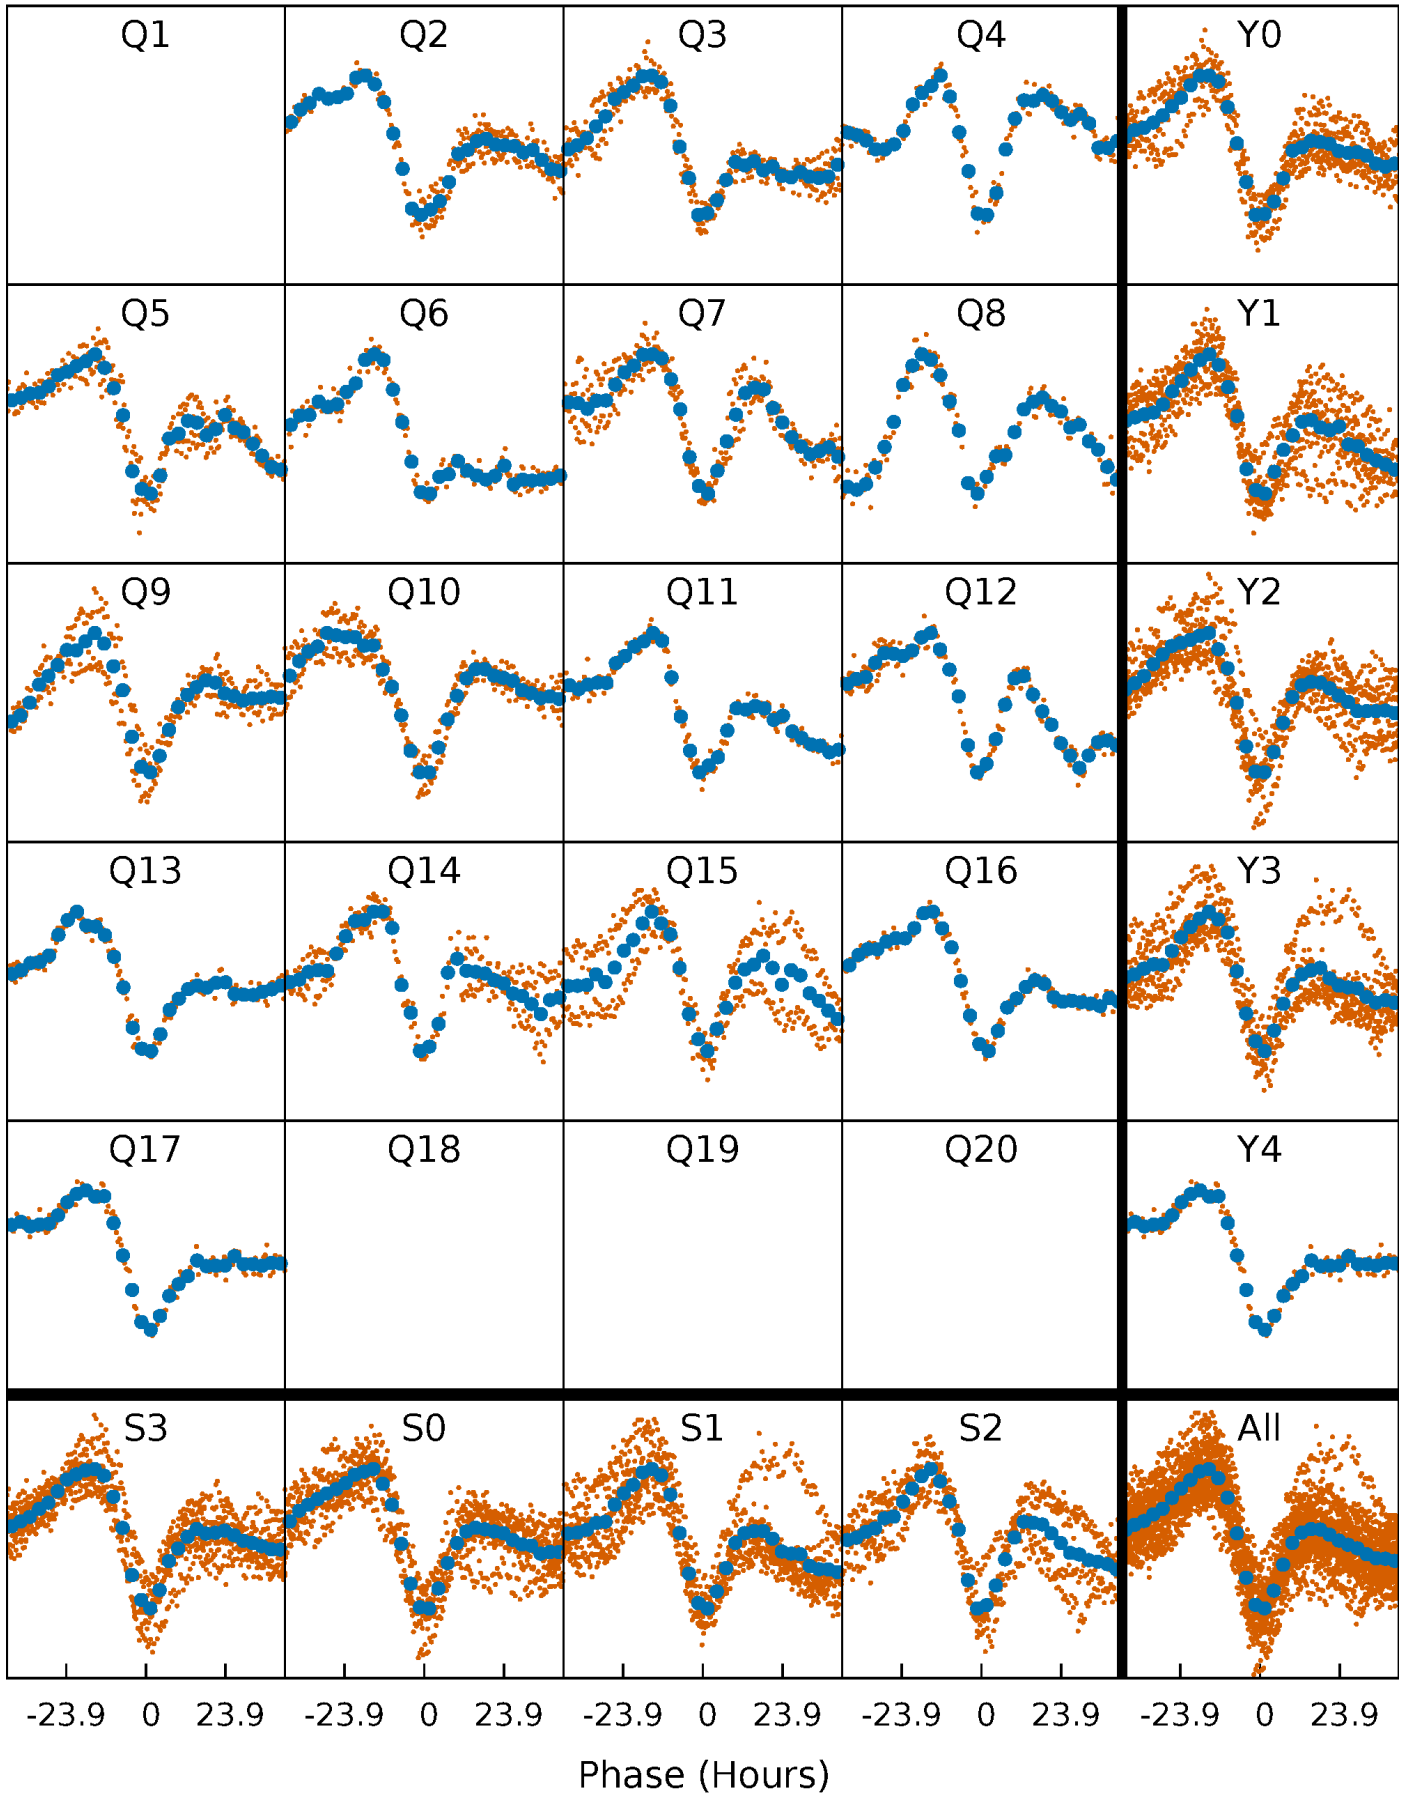 Q1 Q2 Q3 Q4 Y0
Q5 Q6 Q7 Q8 Y1
Q9 Q10 Q11 Q12 Y2
Q13 Q14 Q15 Q16 Y3
Q17 Q18 Q19 Q20 Y4
S3 S0 S1 S2 All
-23.9 0 23.9 -23.9 0 23.9 -23.9 0 23.9 -23.9 0 23.9 -23.9 0 23.9
Phase (Hours)